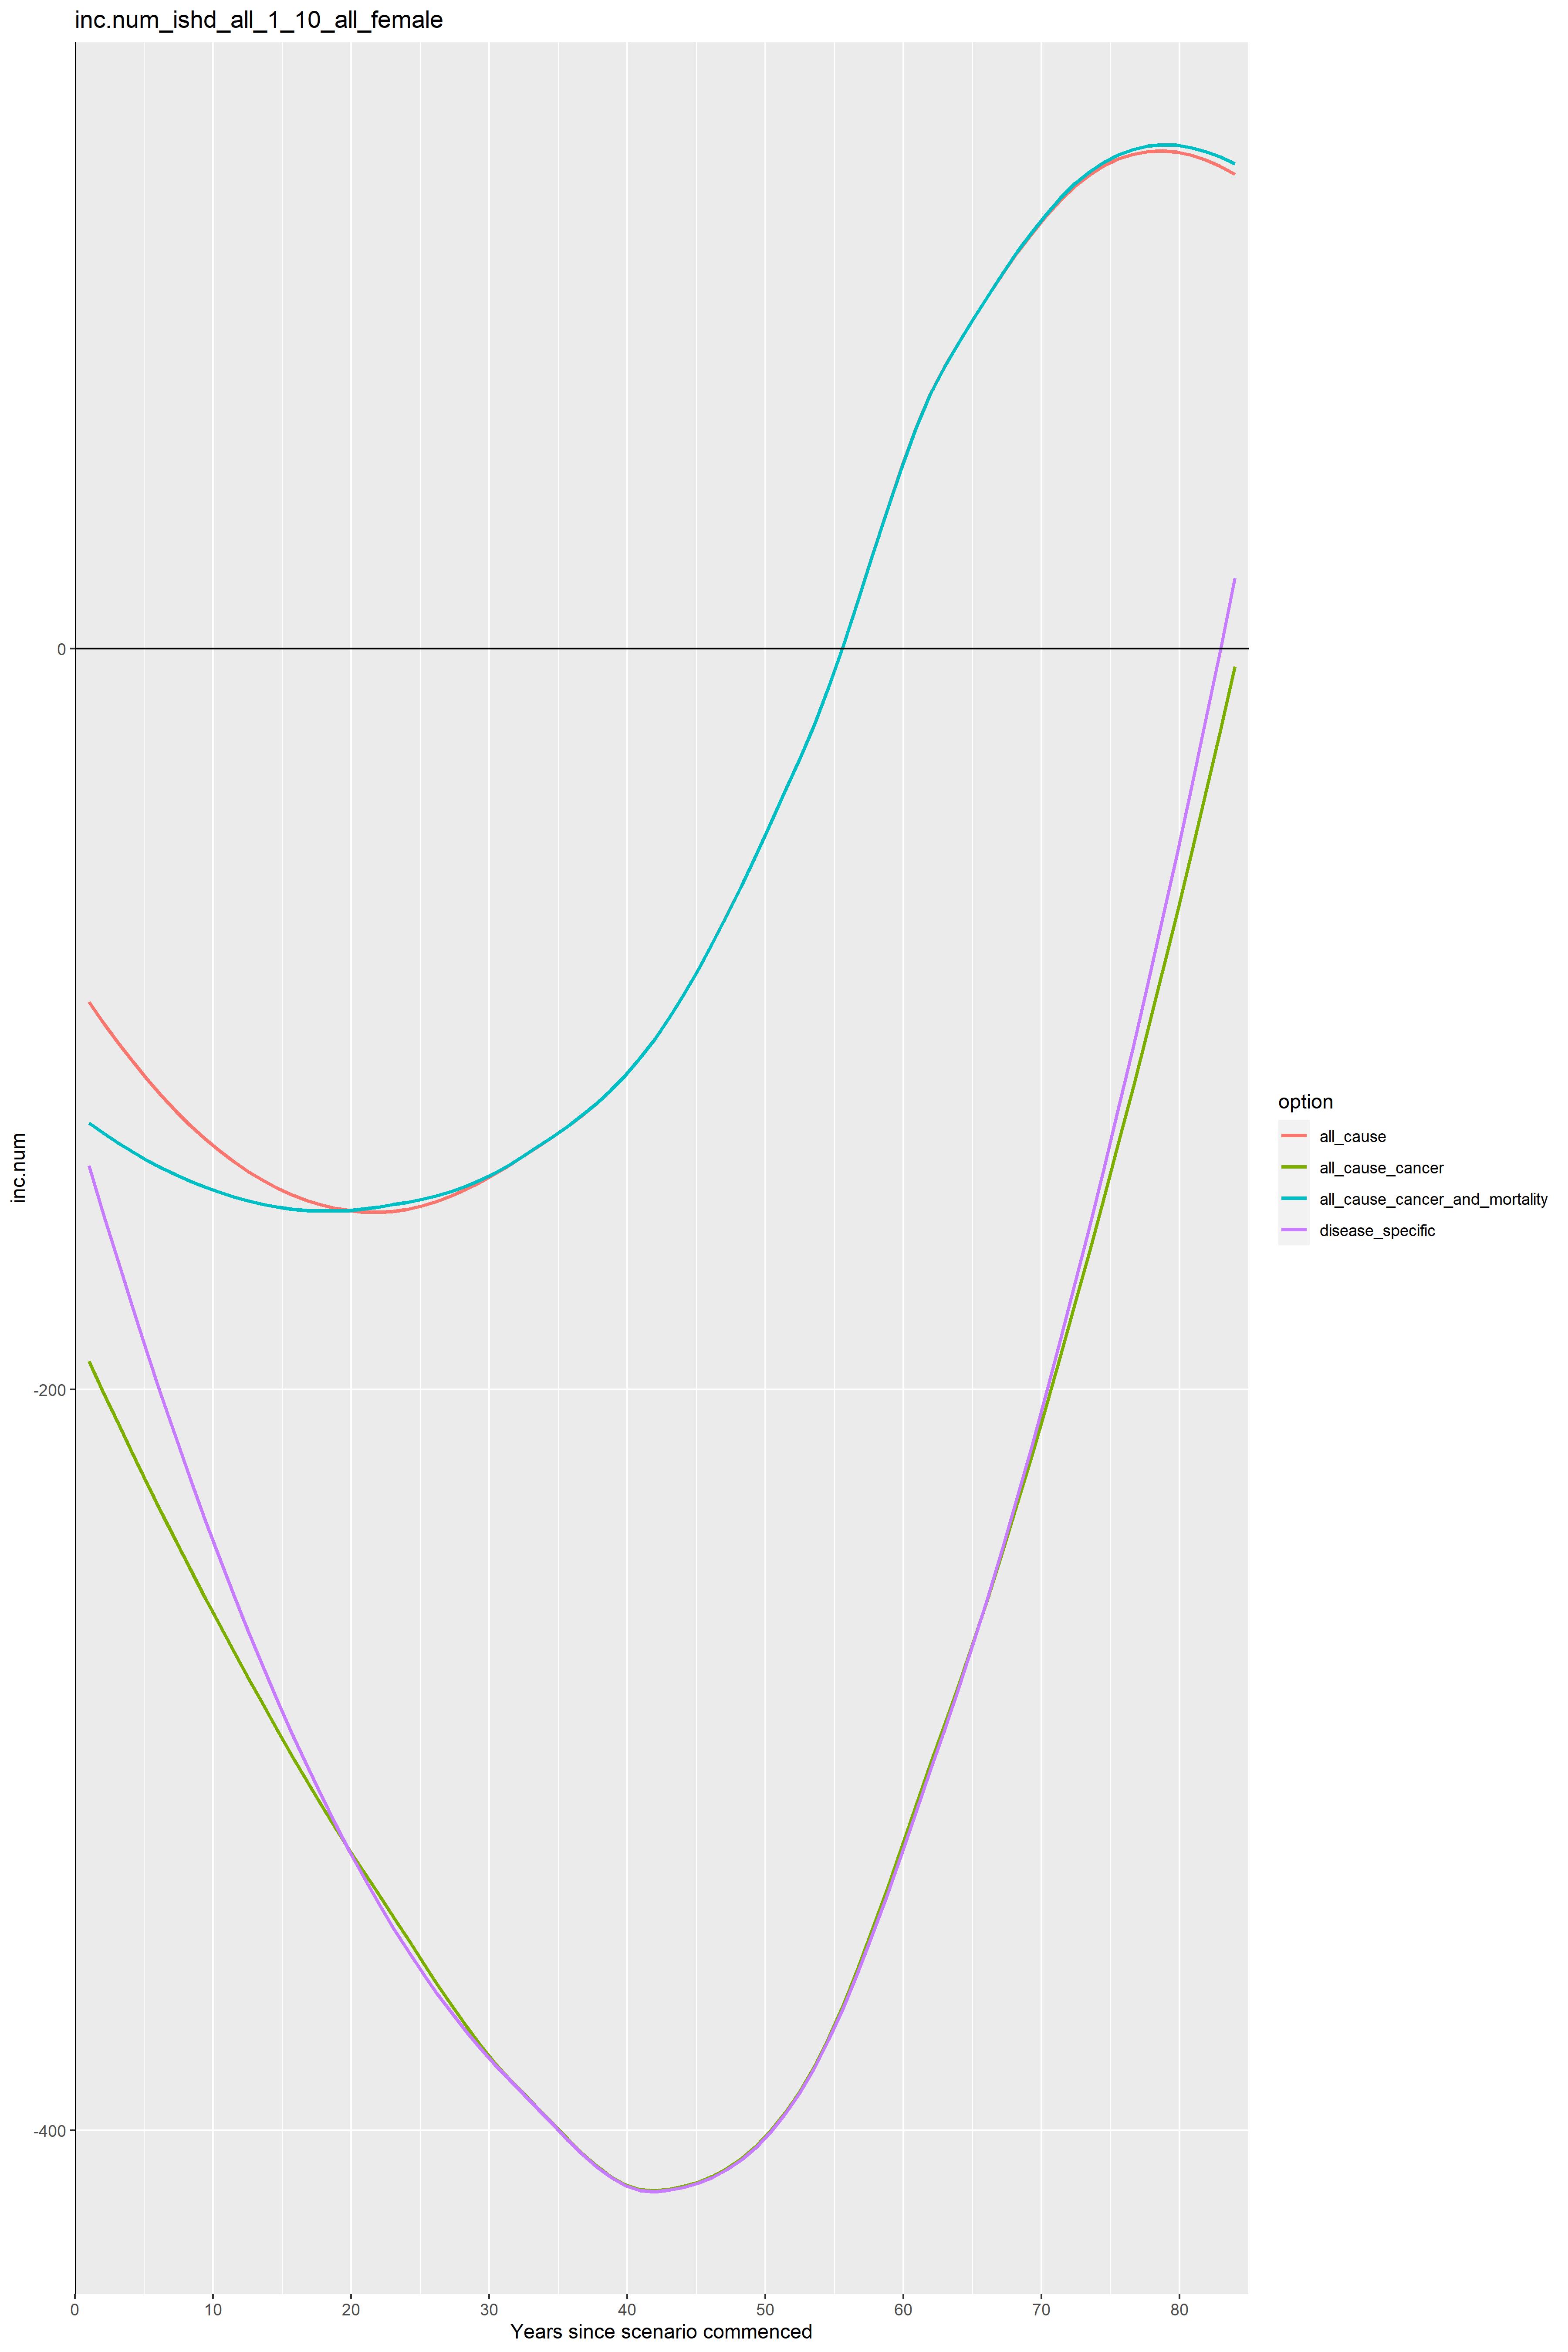 inc.num_ishd_all_1_10_all_female
0
-200
-400
inc.num
0 10 20 30 40 50 60 70 80
Years since scenario commenced
option
all_cause
all_cause_cancer
all_cause_cancer_and_mortality
disease_specific